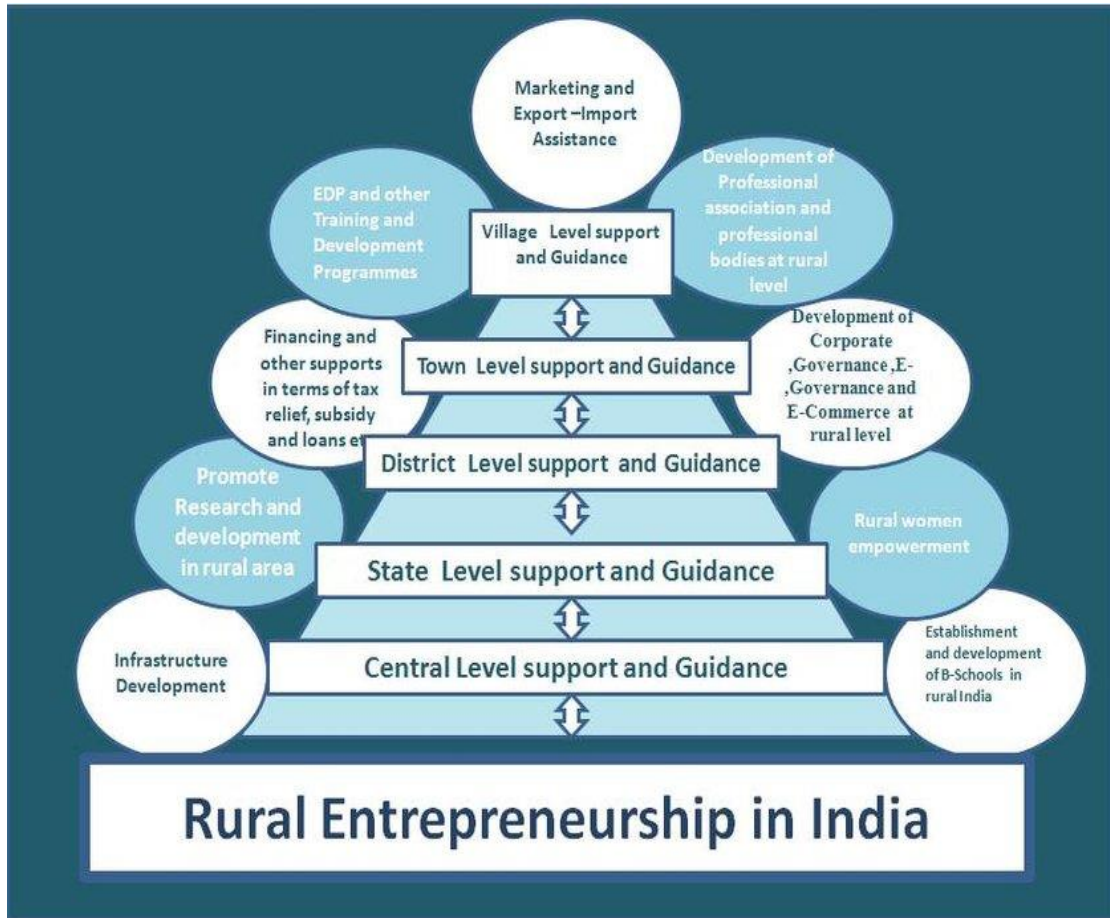 Marketing and
Export –Import
Assistance
EDP and other
Training and
Development
Programmes
Development of
Professional
association and
professional
bodies at rural
level
Village Level support
and Guidance
Financing and
other supports
in terms of tax
relief, subsidy
and loans et
Town Level support and Guidance
Development of
Corporate
,Governance ,E-
,Governance and
E-Commerce at
rural level
District Level support and Guidance
Promote
Research and
development
in rural area
State Level support and Guidance
Rural women
empowerment
Infrastructure
Development
Central Level support and Guidance
Establishment
and development
of B-Schools in
rural India
Rural Entrepreneurship in India